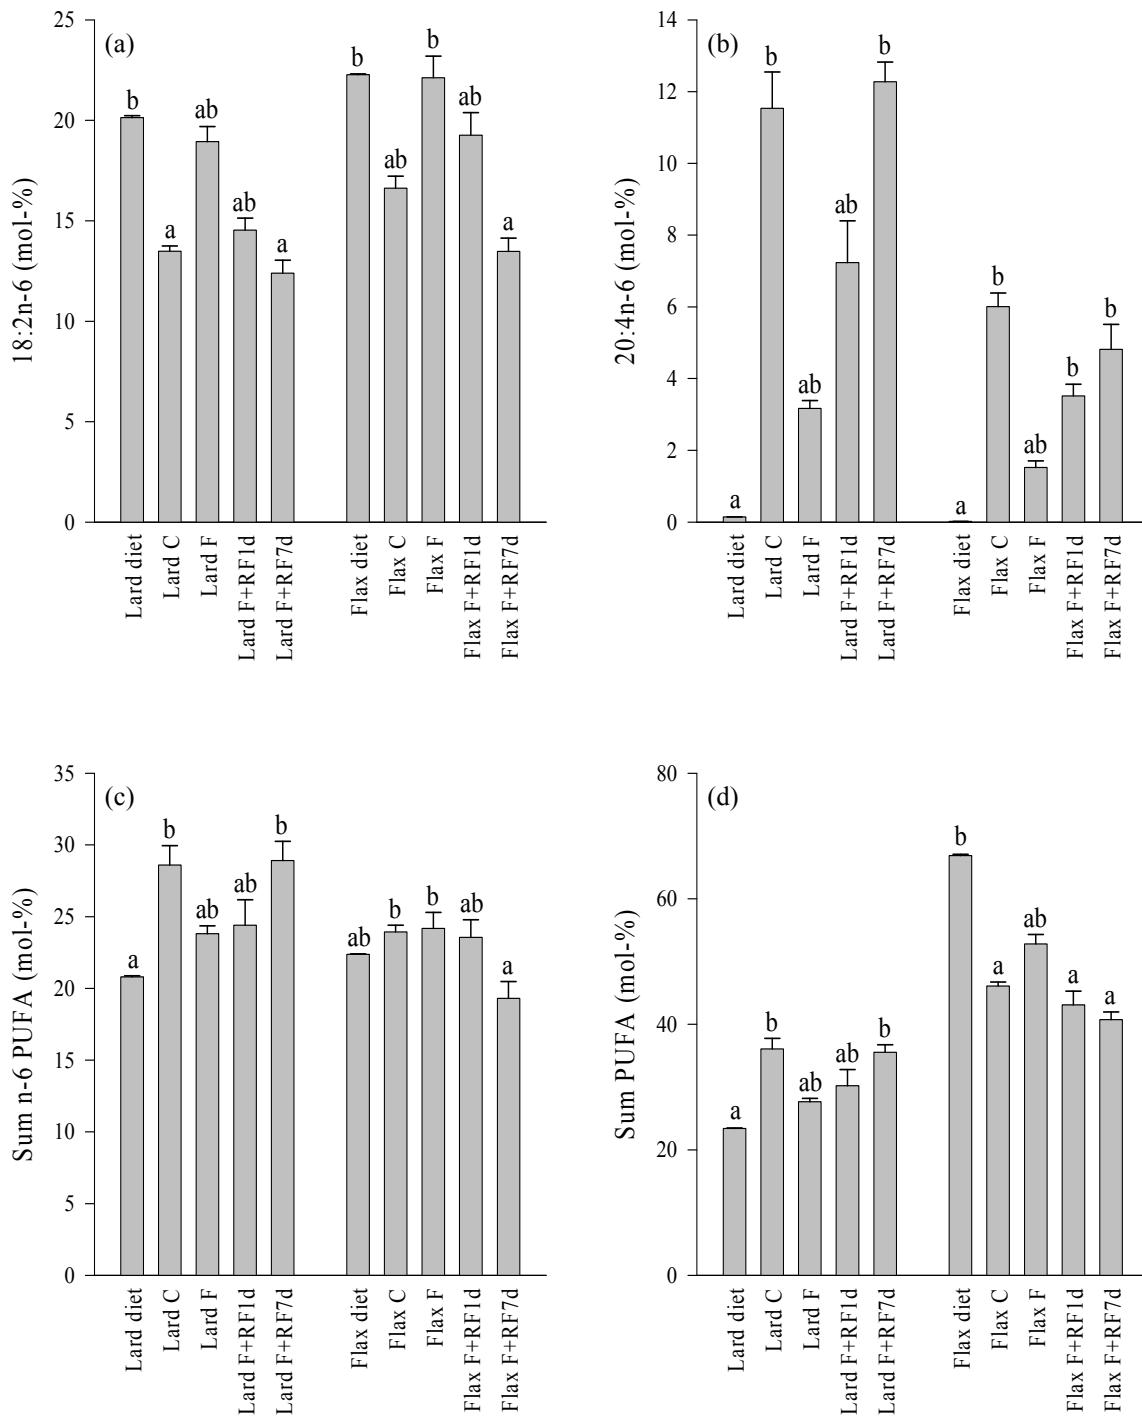 (a)
18:2n-6 (mol-%)
25
20
15
10
5
0
b
a
ab
ab
a
b
ab
b
ab
a
Lard diet
Lard C
Lard F
Lard F+RF1d
Lard F+RF7d
Flax diet
Flax C
Flax F
Flax F+RF1d
Flax F+RF7d
(b)
20:4n-6 (mol-%)
14
12
10
8
6
4
2
0
a
b
ab
ab
b
a
b
ab
b
b
Lard diet
Lard C
Lard F
Lard F+RF1d
Lard F+RF7d
Flax diet
Flax C
Flax F
Flax F+RF1d
Flax F+RF7d
(c)
Sum n-6 PUFA (mol-%)
35
30
25
20
15
10
5
0
a
b
ab
ab
b
ab
b
b
ab
a
Lard diet
Lard C
Lard F
Lard F+RF1d
Lard F+RF7d
Flax diet
Flax C
Flax F
Flax F+RF1d
Flax F+RF7d
(d)
Sum PUFA (mol-%)
80
60
40
20
0
a
b
ab
ab
b
b
a
ab
a
a
Lard diet
Lard C
Lard F
Lard F+RF1d
Lard F+RF7d
Flax diet
Flax C
Flax F
Flax F+RF1d
Flax F+RF7d